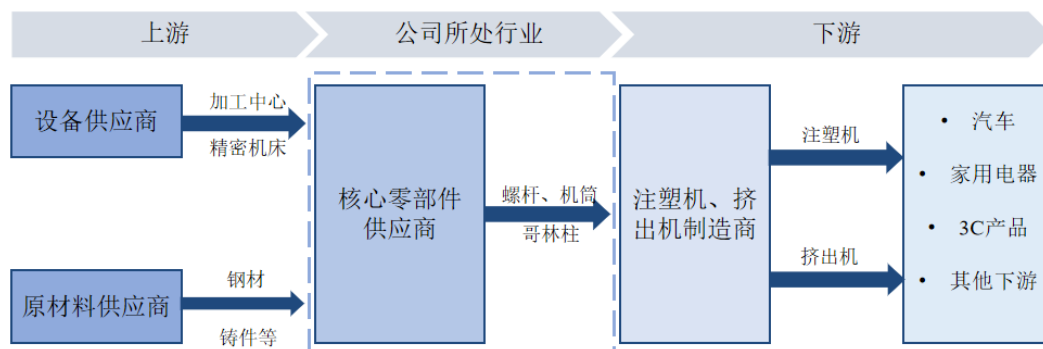 上游
公司所处行业
下游
设备供应商
加工中心
精密机床
原材料供应商
钢材
铸件等
核心零部件
供应商
螺杆、机筒
哥林柱
注塑机、挤
出机制造商
注塑机
挤出机
• 汽车
• 家用电器
• 3C产品
• 其他下游